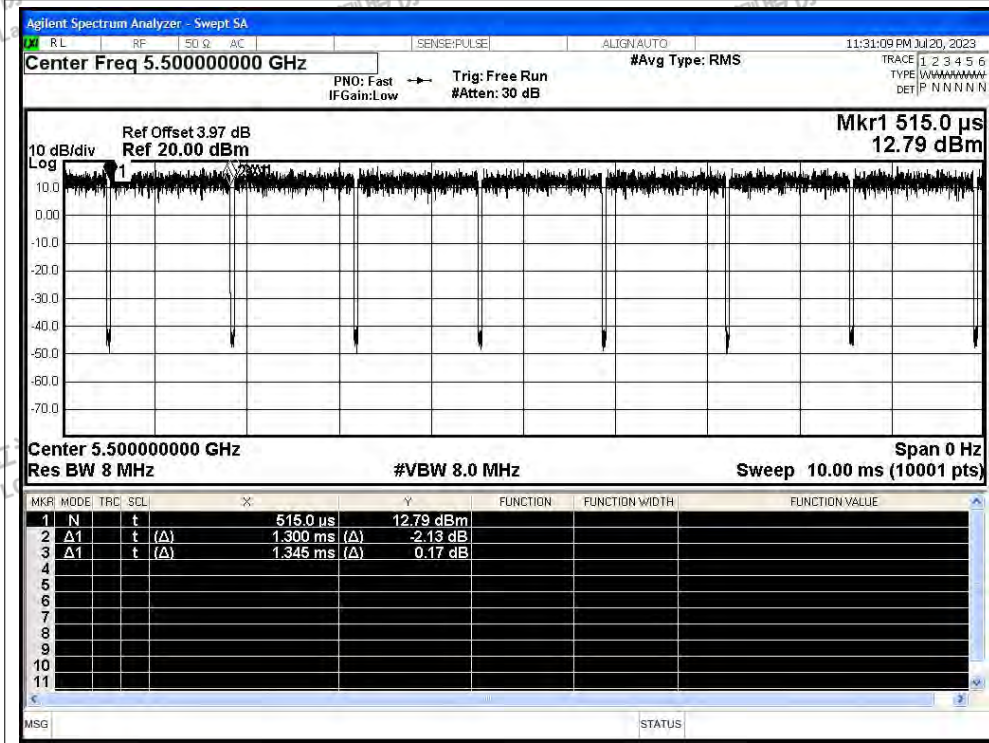 Agilent Spectrum Analyzer - Swept SA
LXI RL RF 50 Ω AC SENSE:PULSE ALIGN AUTO 11:31:09 PM Jul 20, 2023
Center Freq 5.500000000 GHz #Avg Type: RMS TRACE 1 2 3 4 5 6
PNO: Fast Trig: Free Run TYPE WWWWWW
IFGain:Low #Atten: 30 dB DET P N N N N N
Mkr1 515.0 µs
Ref Offset 3.97 dB
10 dB/div Ref 20.00 dBm 12.79 dBm
Log
1
10.0
0.00
-10.0
-20.0
-30.0
-40.0
-50.0
-60.0
-70.0
Center 5.500000000 GHz Span 0 Hz
Res BW 8 MHz #VBW 8.0 MHz Sweep 10.00 ms (10001 pts)
MKR MODE TRC SCL X Y FUNCTION FUNCTION WIDTH FUNCTION VALUE
1 N t 515.0 µs 12.79 dBm
2 Δ1 t (Δ) 1.300 ms (Δ) -2.13 dB
3 Δ1 t (Δ) 1.345 ms (Δ) 0.17 dB
4
5
6
7
8
9
10
11
MSG STATUS